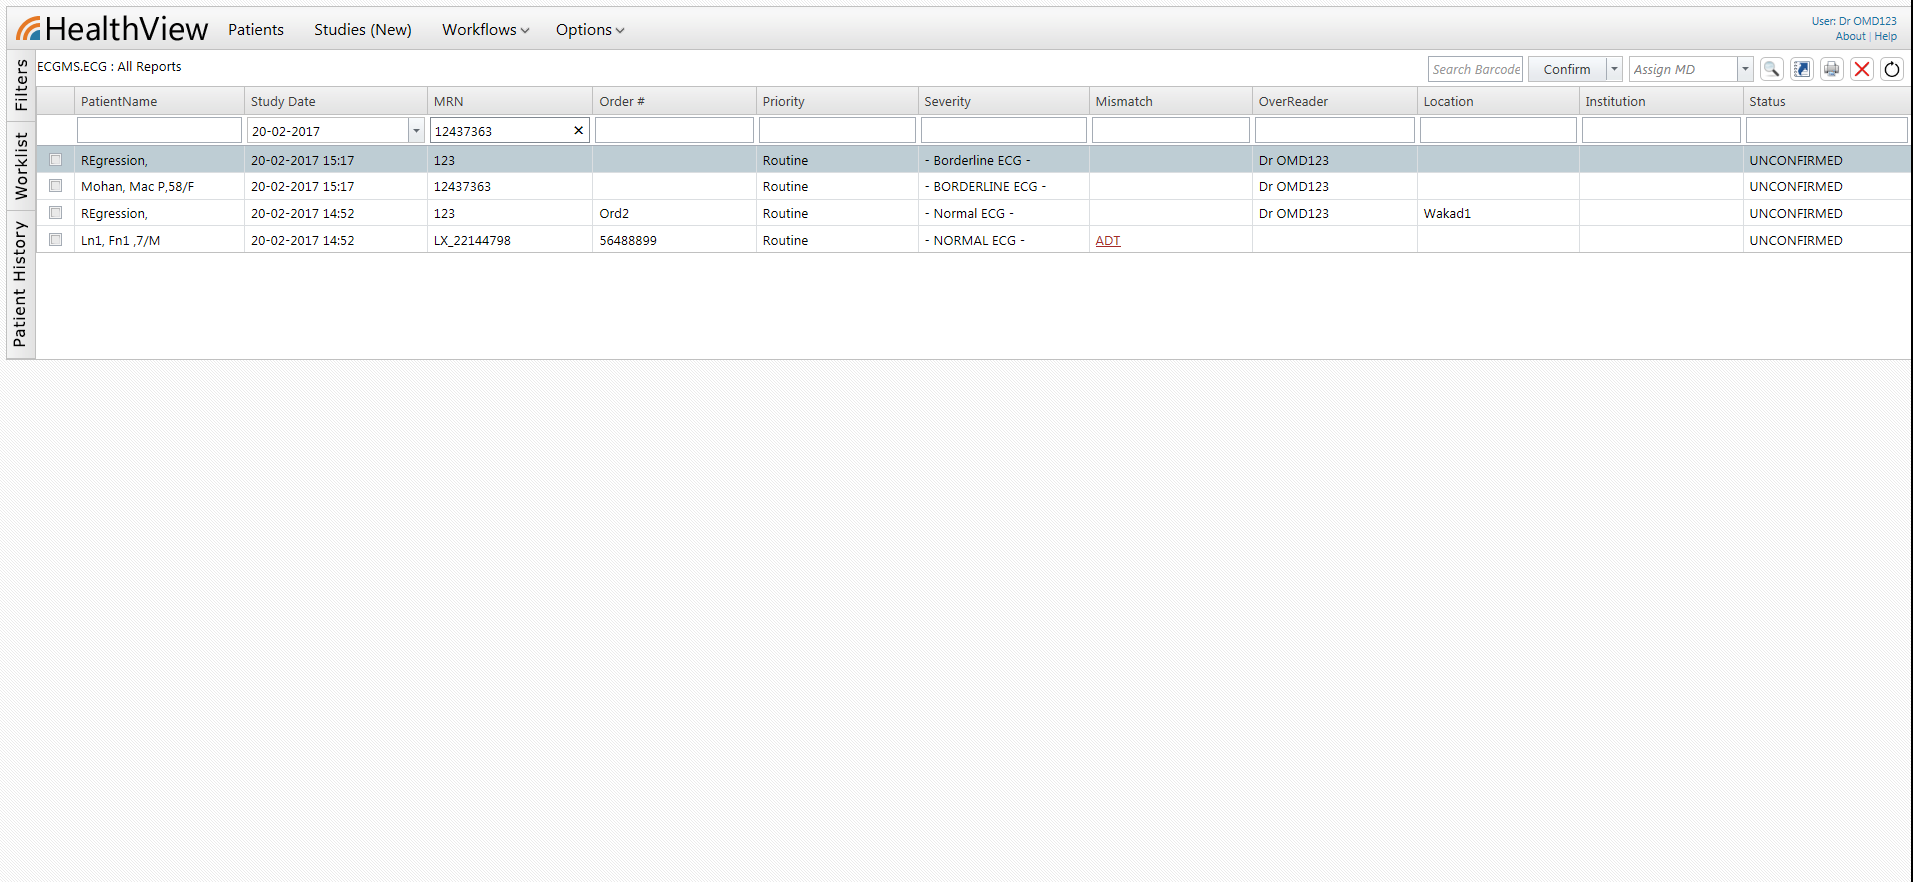 HealthView Patients Studies (New) Workflows Options
User: Dr OMD123
About | Help
Filters
Worklist
Patient History
ECGMS.ECG : All Reports Search Barcode Confirm Assign MD
PatientName Study Date MRN Order # Priority Severity Mismatch OverReader Location Institution Status
20-02-2017 12437363
REgression, 20-02-2017 15:17 123 Routine - Borderline ECG - Dr OMD123 UNCONFIRMED
Mohan, Mac P,58/F 20-02-2017 15:17 12437363 Routine - BORDERLINE ECG - Dr OMD123 UNCONFIRMED
REgression, 20-02-2017 14:52 123 Ord2 Routine - Normal ECG - Dr OMD123 Wakad1 UNCONFIRMED
Ln1, Fn1 ,7/M 20-02-2017 14:52 LX_22144798 56488899 Routine - NORMAL ECG - ADT UNCONFIRMED